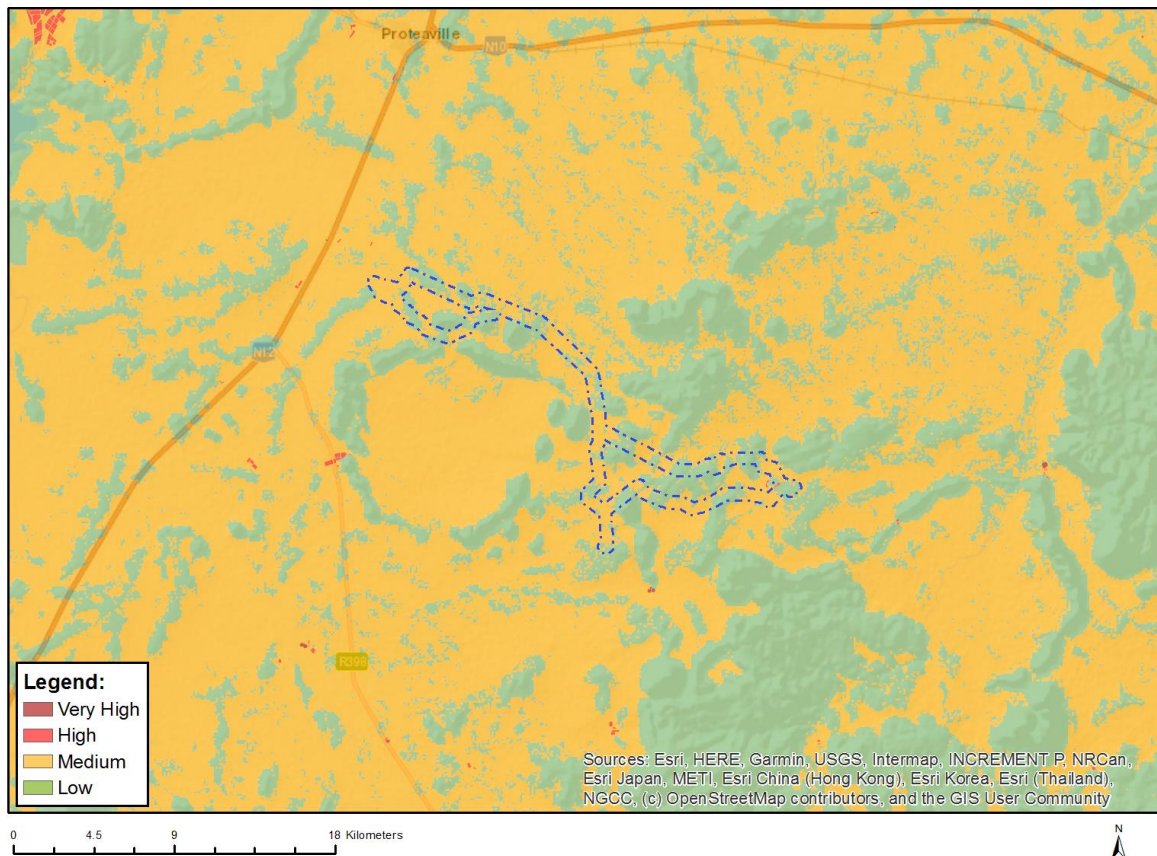 Proteaville
N10
N12
R398
Legend:
Very High
High
Medium
Low
Sources: Esri, HERE, Garmin, USGS, Intermap, INCREMENT P, NRCan,
Esri Japan, METI, Esri China (Hong Kong), Esri Korea, Esri (Thailand),
NGCC, (c) OpenStreetMap contributors, and the GIS User Community
0 4.5 9 18 Kilometers
N